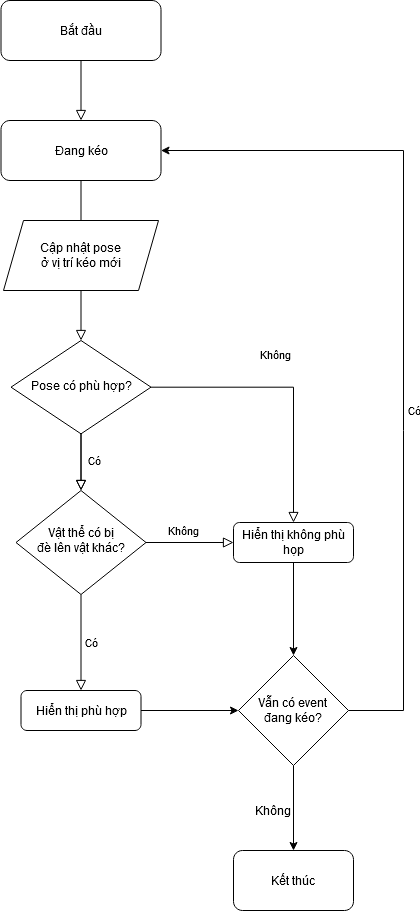 Bắt đầu
Đang kéo
Cập nhật pose
ở vị trí kéo mới
Không
Pose có phù hợp?
Có
Có
Vật thể có bị
đè lên vật khác?
Không
Hiển thị không phù
hợp
Có
Hiển thị phù hợp
Vẫn có event
đang kéo?
Không
Kết thúc